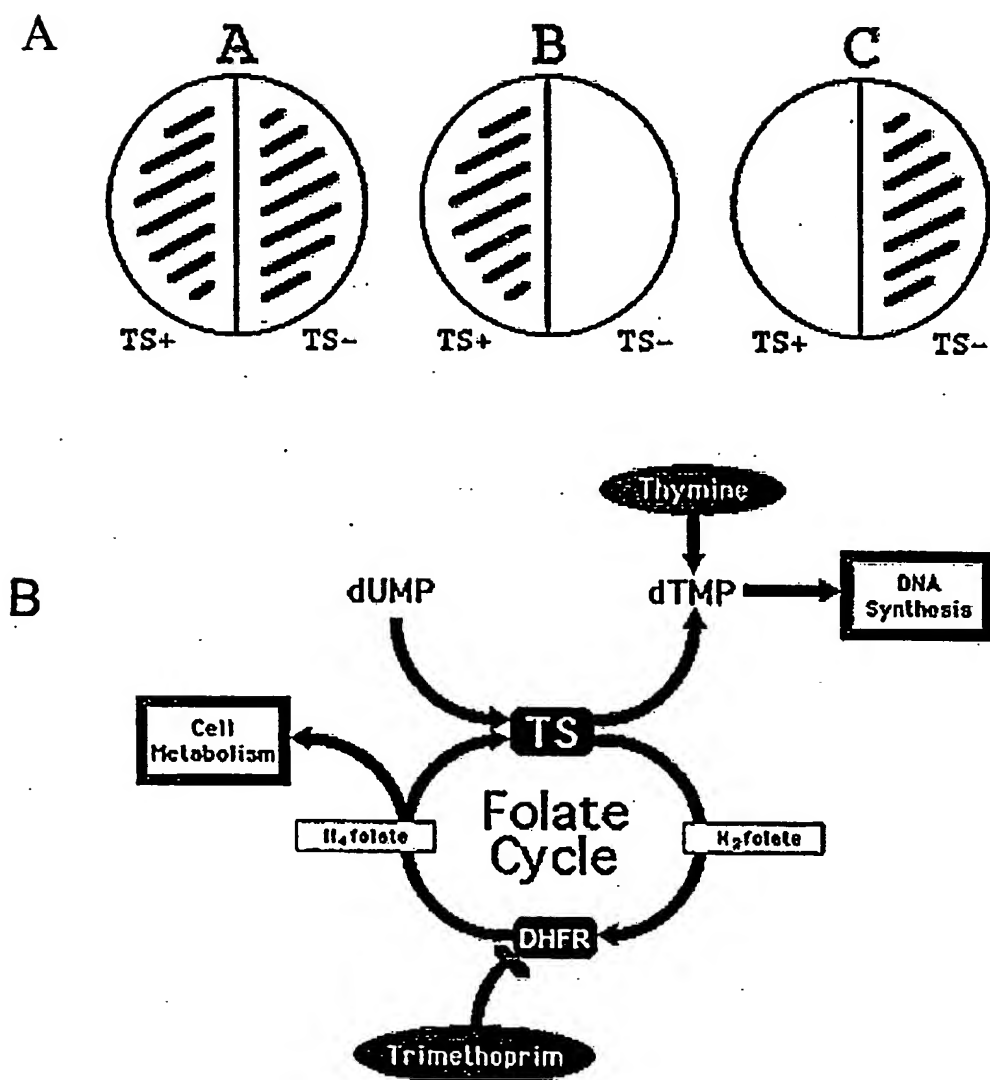 A
A B C
TS+ TS- TS+ TS- TS+ TS-
B
Thymine
dUMP
dTMP
DNA
Synthesis
TS
Cell
Metabolism
Folate
Cycle
H₄folate
H₂folate
DHFR
Trimethoprim